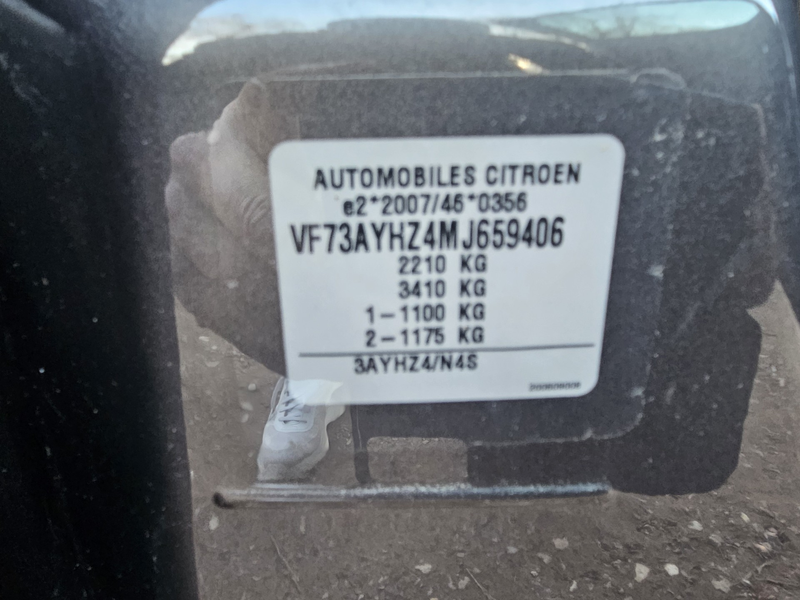 AUTOMOBILES CITROEN
e2*2007/46*0356
VF73AYHZ4MJ659406
2210 KG
3410 KG
1-1100 KG
2-1175 KG
3AYHZ4/N4S